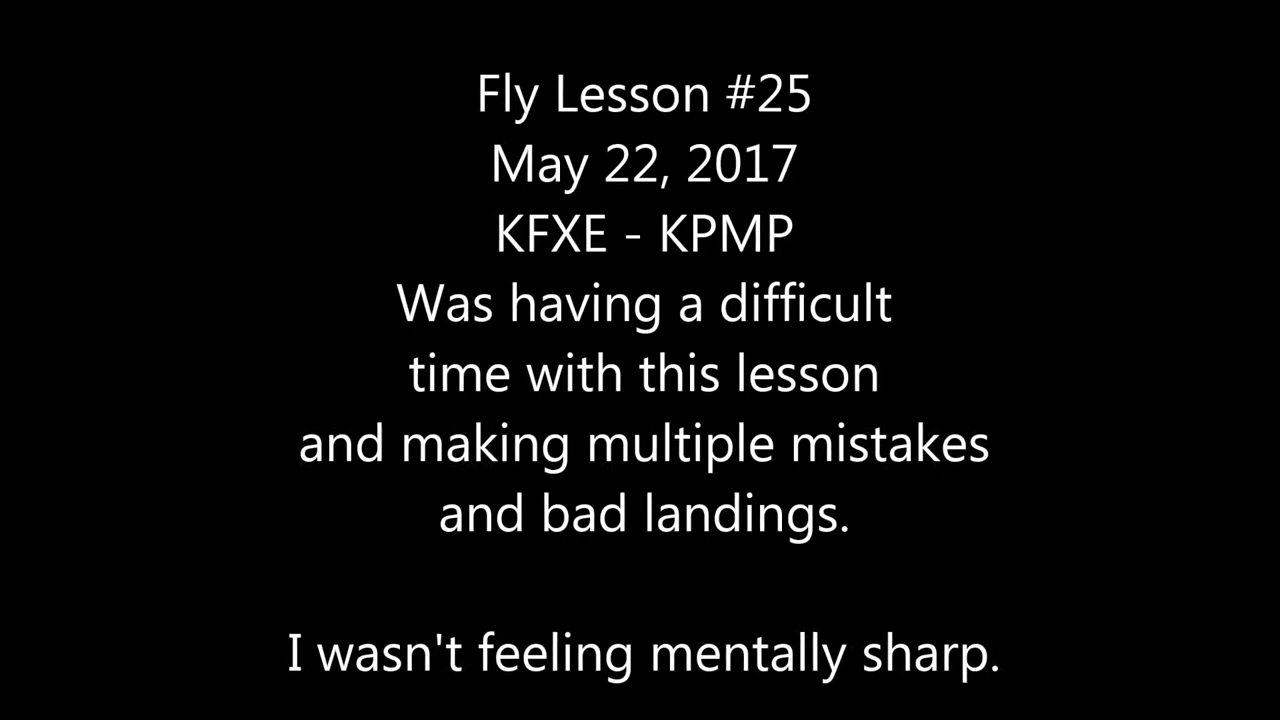 Fly Lesson #25
May 22, 2017
KFXE - KPMP
Was having a difficult
time with this lesson
and making multiple mistakes
and bad landings.
I wasn't feeling mentally sharp.